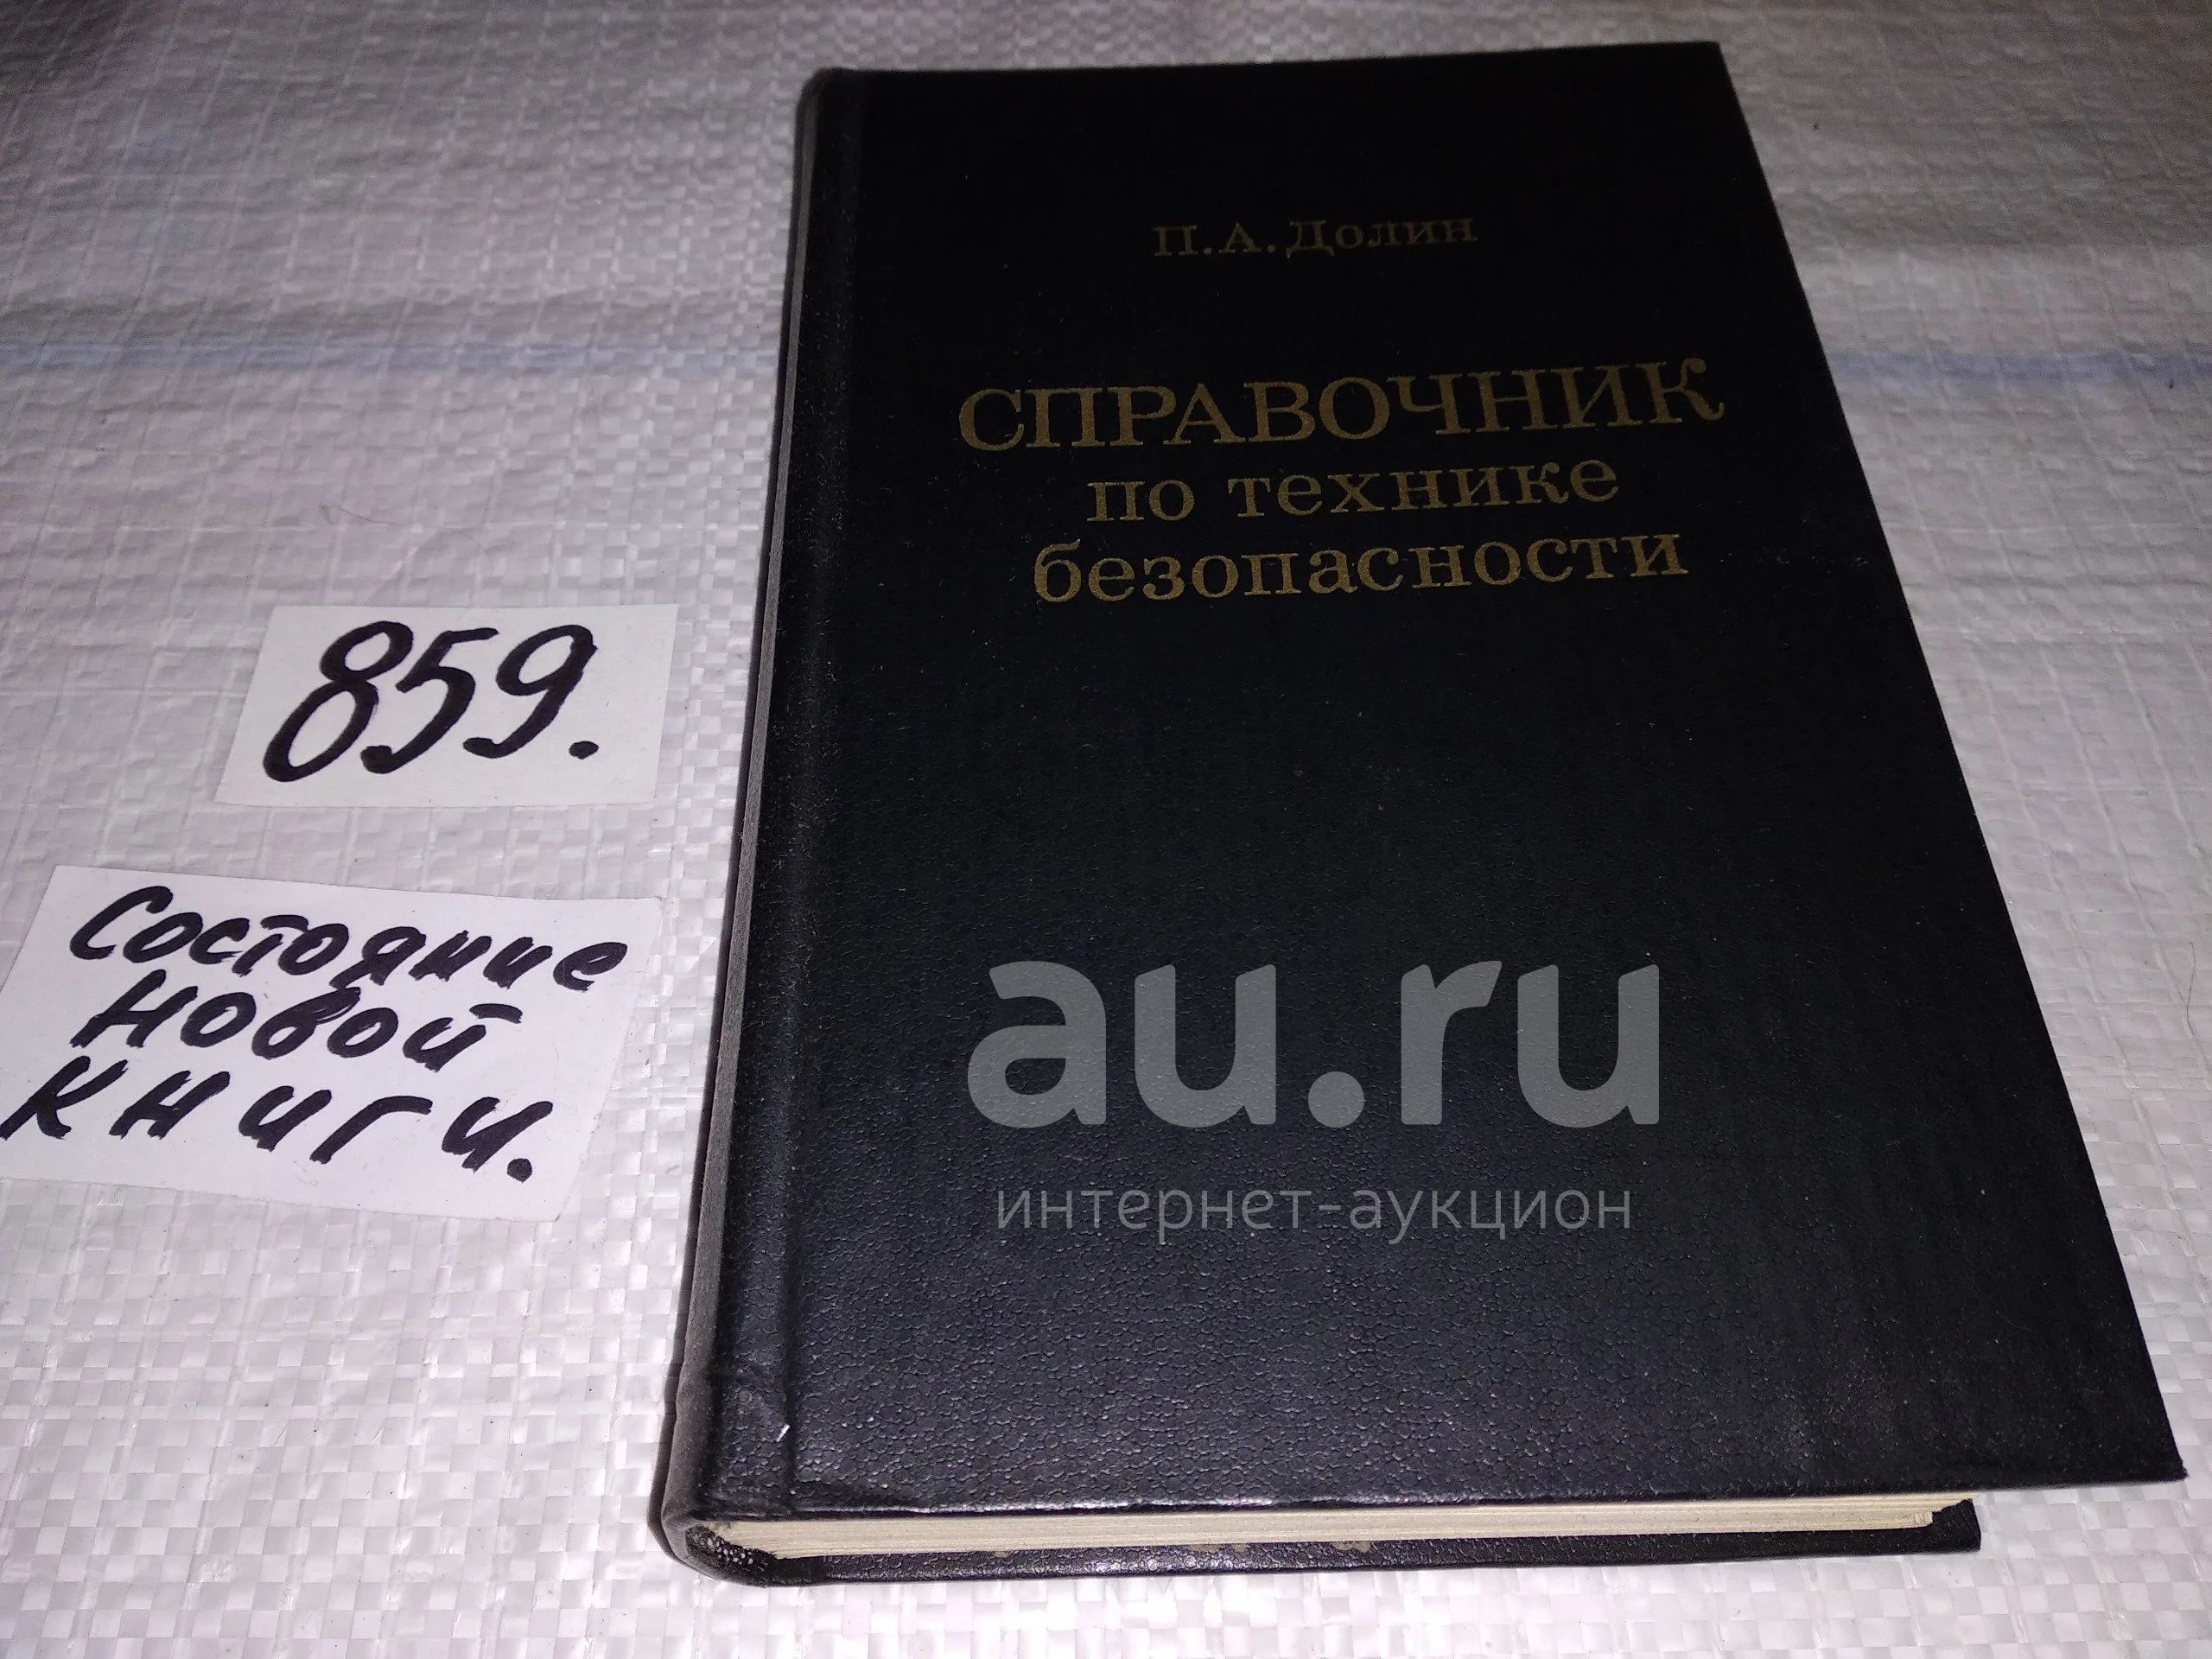 П.А.Долин
СПРАВОЧНИК
по технике
безопасности
859.
Состояние
новой
книги.
au.ru
интернет-аукцион